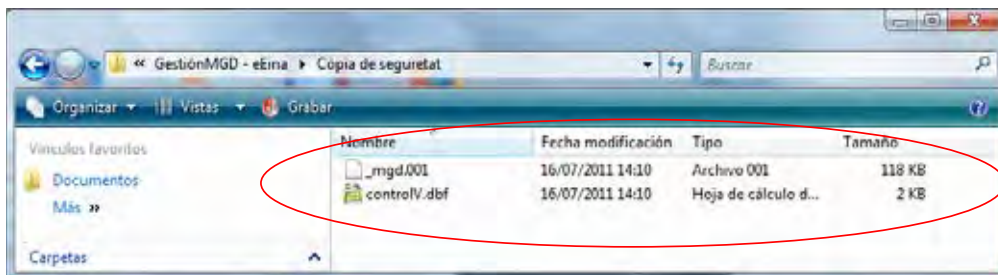 « GestiónMGD - eEina ▸ Còpia de seguretat Buscar
Organizar Vistas Grabar
Vínculos favoritos
Documentos
Más »
Carpetas
Nombre Fecha modificación Tipo Tamaño
_mgd.001 16/07/2011 14:10 Archivo 001 118 KB
controlV.dbf 16/07/2011 14:10 Hoja de cálculo d... 2 KB